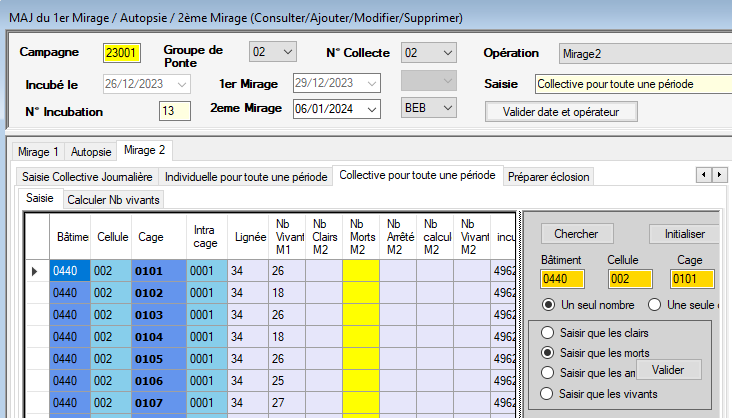 MAJ du 1er Mirage / Autopsie / 2ème Mirage (Consulter/Ajouter/Modifier/Supprimer)
Campagne 23001 Groupe de Ponte 02 N° Collecte 02 Opération Mirage2
Incubé le 26/12/2023 1er Mirage 29/12/2023 Saisie Collective pour toute une période
N° Incubation 13 2eme Mirage 06/01/2024 BEB Valider date et opérateur
Mirage 1 Autopsie Mirage 2
Saisie Collective Journalière Individuelle pour toute une période Collective pour toute une période Préparer éclosion
Saisie Calculer Nb vivants
Bâtime Cellule Cage Intra cage Lignée Nb Vivant M1 Nb Clairs M2 Nb Morts M2 Nb Arrêté M2 Nb calcul M2 Nb Vivant M2 incu
0440 002 0101 0001 34 26 4962
0440 002 0102 0001 34 18 4962
0440 002 0103 0001 34 26 4962
0440 002 0104 0001 34 18 4962
0440 002 0105 0001 34 26 4962
0440 002 0106 0001 34 25 4962
0440 002 0107 0001 34 27 4962
Chercher Initialiser
Bâtiment Cellule Cage
0440 002 0101
Un seul nombre Une seule
Saisir que les clairs
Saisir que les morts
Saisir que les Valider
Saisir que les vivants